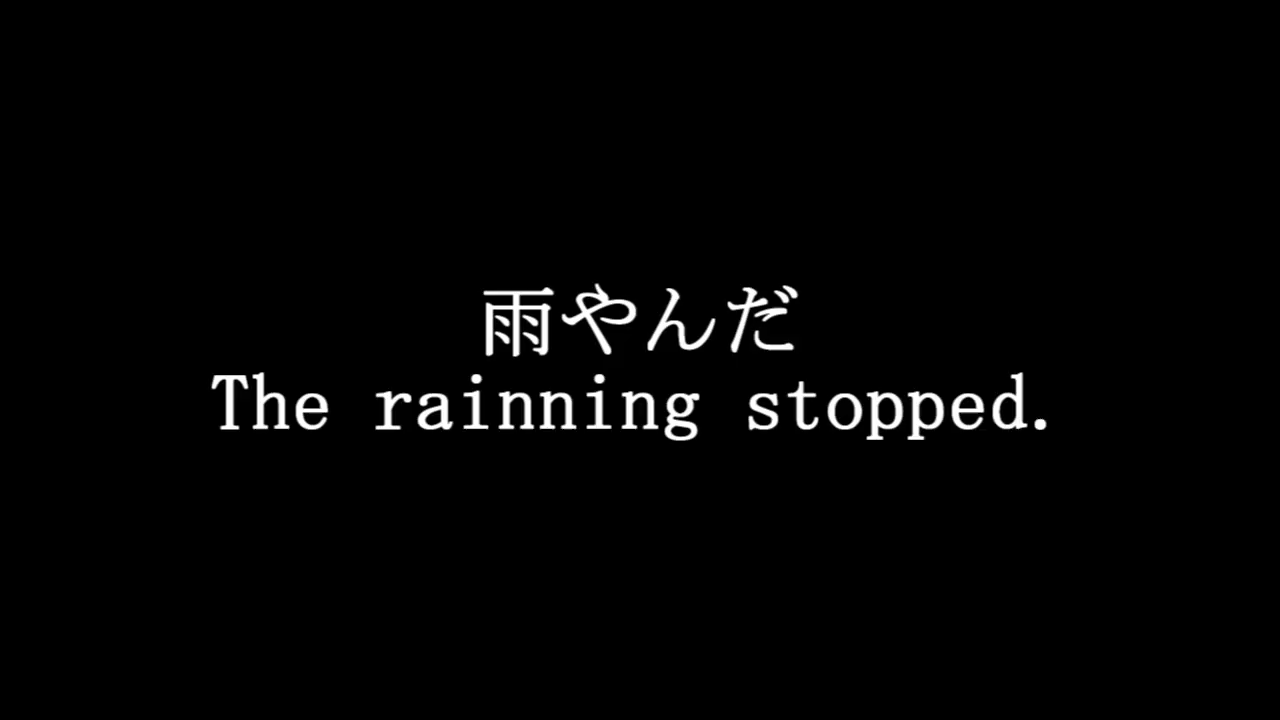 雨やんだ
The rainning stopped.